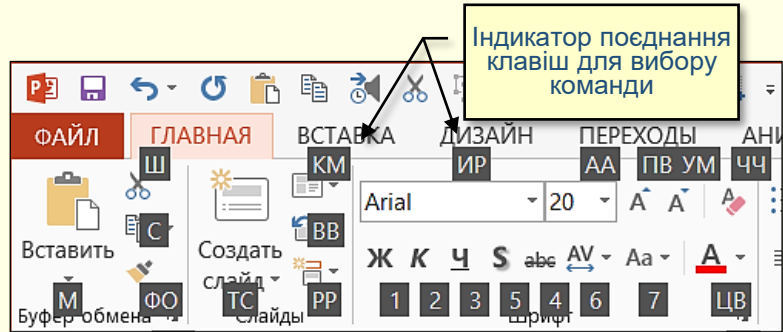 Індикатор поєднання
клавіш для вибору
команди
ФАЙЛ ГЛАВНАЯ ВСТАВКА ДИЗАЙН ПЕРЕХОДЫ АНИ
Ш КМ ИР АА ПВ УМ ЧЧ
Arial 20
С ВВ
Вставить Создать
слайд
Ж К Ч S abc AV Aa А
М ФО ТС РР 1 2 3 5 4 6 7 ЦВ
Буфер обмена Слайды Шрифт